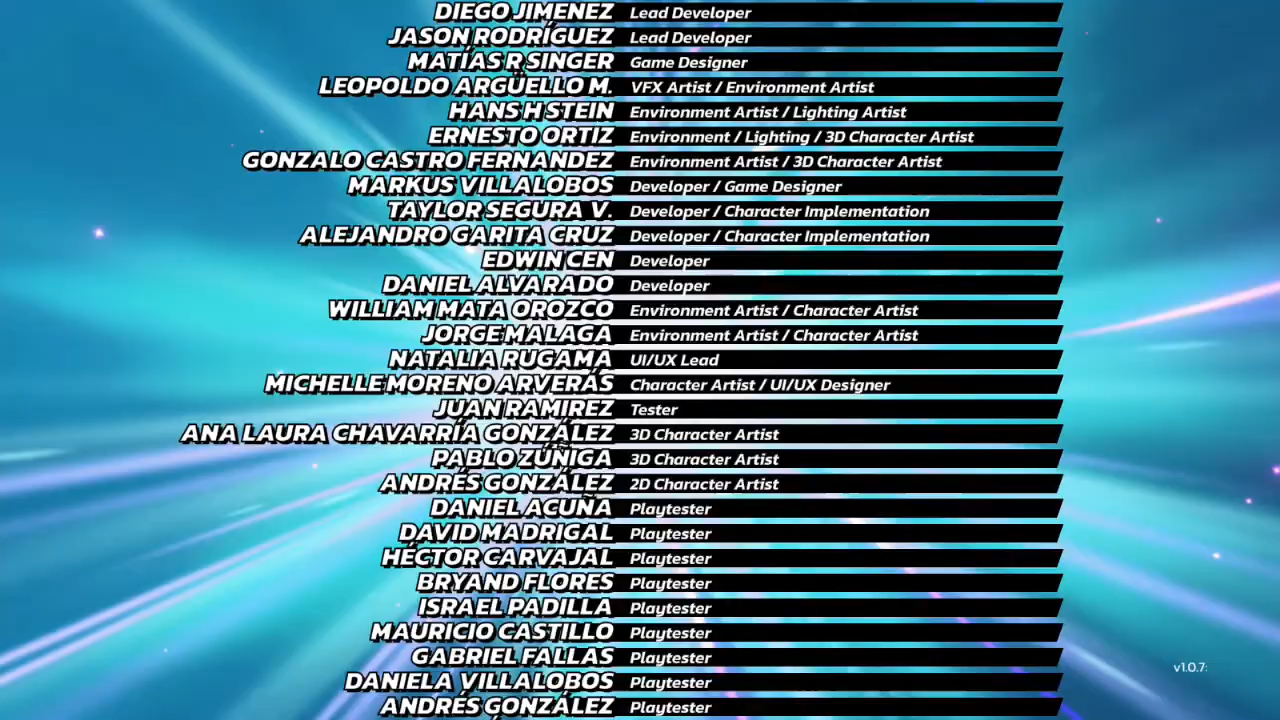 DIEGO JIMENEZ Lead Developer
JASON RODRÍGUEZ Lead Developer
MATÍAS R SINGER Game Designer
LEOPOLDO ARGÜELLO M. VFX Artist / Environment Artist
HANS H STEIN Environment Artist / Lighting Artist
ERNESTO ORTIZ Environment / Lighting / 3D Character Artist
GONZALO CASTRO FERNANDEZ Environment Artist / 3D Character Artist
MARKUS VILLALOBOS Developer / Game Designer
TAYLOR SEGURA V. Developer / Character Implementation
ALEJANDRO GARITA CRUZ Developer / Character Implementation
EDWIN CEN Developer
DANIEL ALVARADO Developer
WILLIAM MATA OROZCO Environment Artist / Character Artist
JORGE MALAGA Environment Artist / Character Artist
NATALIA RUGAMA UI/UX Lead
MICHELLE MORENO ARVERÁS Character Artist / UI/UX Designer
JUAN RAMIREZ Tester
ANA LAURA CHAVARRÍA GONZÁLEZ 3D Character Artist
PABLO ZÚÑIGA 3D Character Artist
ANDRÉS GONZÁLEZ 2D Character Artist
DANIEL ACUÑA Playtester
DAVID MADRIGAL Playtester
HÉCTOR CARVAJAL Playtester
BRYAND FLORES Playtester
ISRAEL PADILLA Playtester
MAURICIO CASTILLO Playtester
GABRIEL FALLAS Playtester
v1.0.7:
DANIELA VILLALOBOS Playtester
ANDRÉS GONZÁLEZ Playtester